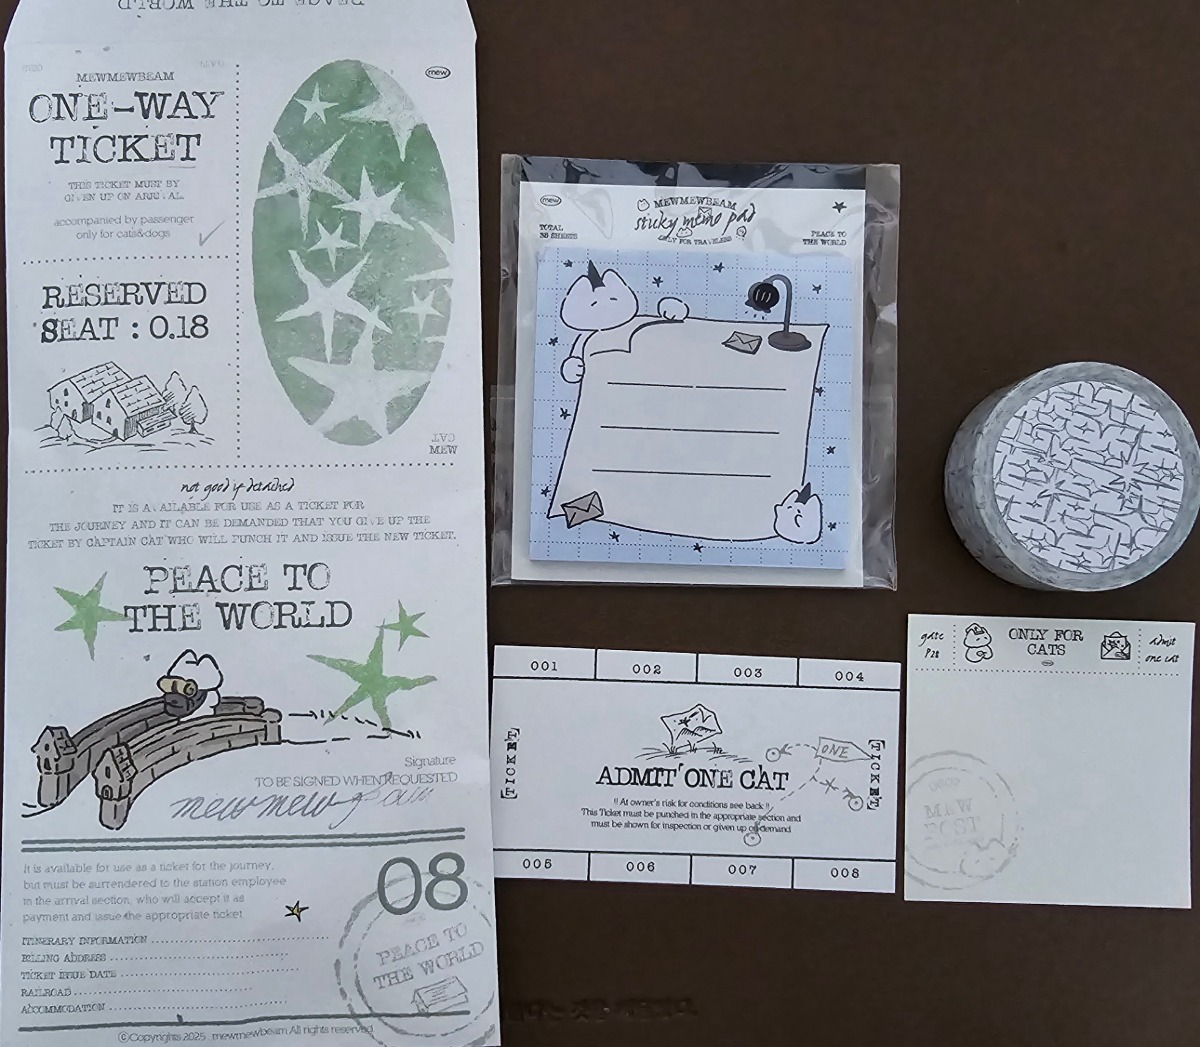 PEACE TO THE WORLD
MEWMEWBEAM
ONE-WAY
TICKET
THIS TICKET MUST BY
GIVEN UP ON ARRIVAL.
accompanied by passenger
only for cats&dogs
RESERVED
SEAT : 0.18
mew
CAT
MEW
not good if detached
IT IS AVAILABLE FOR USE AS A TICKET FOR
THE JOURNEY AND IT CAN BE DEMANDED THAT YOU GIVE UP THE
TICKET BY CAPTAIN CAT WHO WILL PUNCH IT AND ISSUE THE NEW TICKET.
PEACE TO
THE WORLD
Signature
TO BE SIGNED WHEN REQUESTED
mewmewbeam
It is available for use as a ticket for the journey,
but must be surrendered to the station employee
in the arrival section, who will accept it as
payment and issue the appropriate ticket
08
PEACE TO
THE WORLD
ITINERARY INFORMATION
BILLING ADDRESS
TICKET ISSUE DATE
RAILROAD
ACCOMMODATION
©Copyrights 2025 . mewmewbeam All rights reserved.
mew
MEWMEWBEAM
sticky memo pad
ONLY FOR TRAVELERS
TOTAL
35 SHEETS
PEACE TO
THE WORLD
001
002
003
004
[TICKET]
ONE
[TICKET]
ADMIT ONE CAT
!! At owner's risk for conditions see back !!
This Ticket must be punched in the appropriate section and
must be shown for inspection or given up on demand
005
006
007
008
gate
P28
ONLY FOR
CATS
admit
one cat
MEW
POST